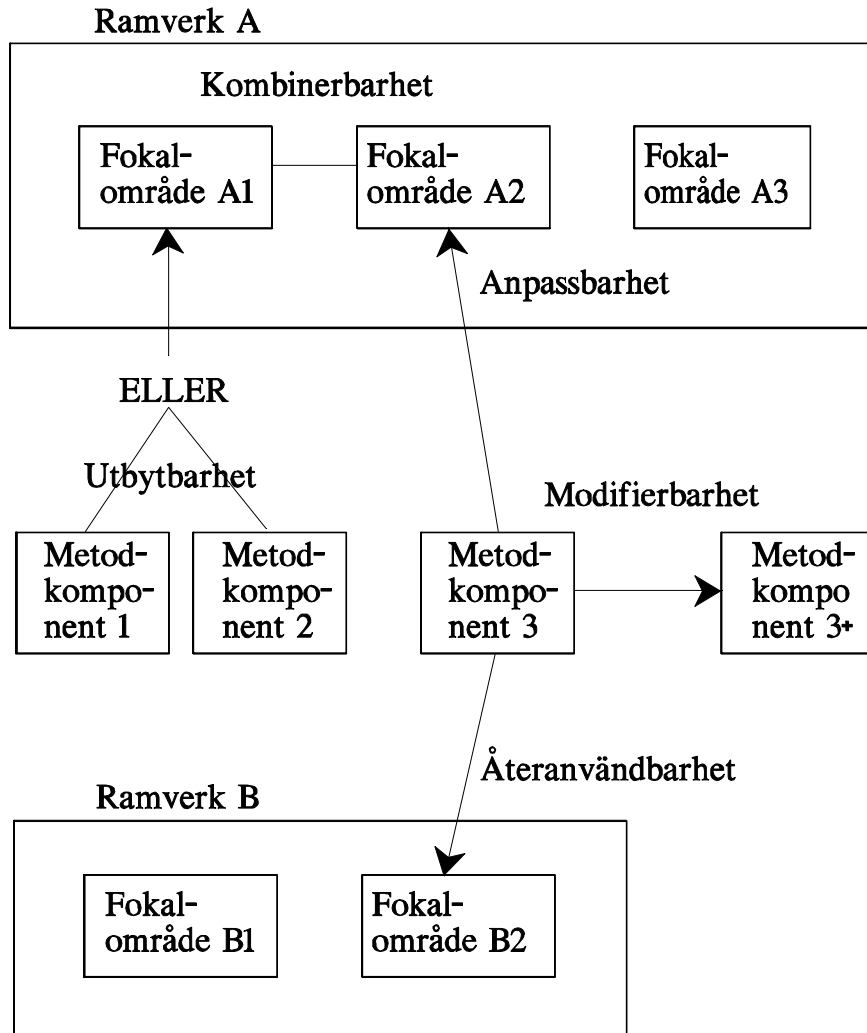 Ramverk A
Kombinerbarhet
Fokal-
område A1
Fokal-
område A2
Fokal-
område A3
Anpassbarhet
ELLER
Utbytbarhet
Modifierbarhet
Metod-
kompo-
nent 1
Metod-
kompo-
nent 2
Metod-
kompo-
nent 3
Metod-
kompo
nent 3+
Återanvändbarhet
Ramverk B
Fokal-
område B1
Fokal-
område B2